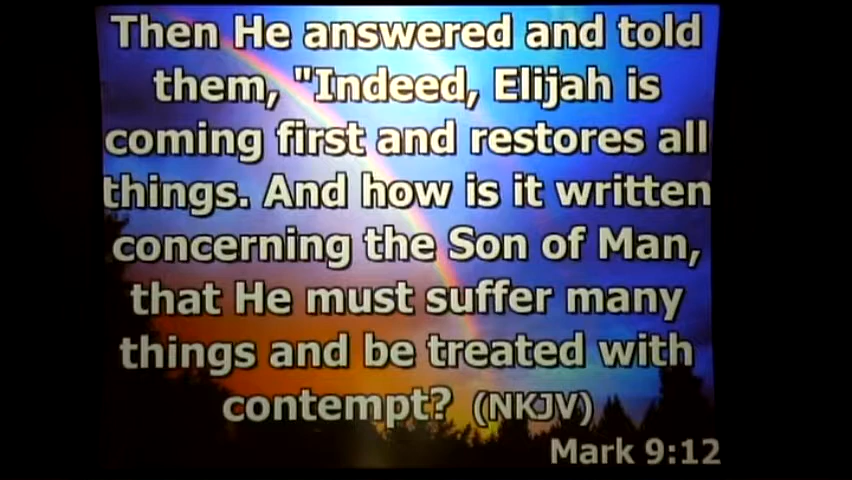 Then He answered and told
them, "Indeed, Elijah is
coming first and restores all
things. And how is it written
concerning the Son of Man,
that He must suffer many
things and be treated with
contempt? (NKJV)
Mark 9:12